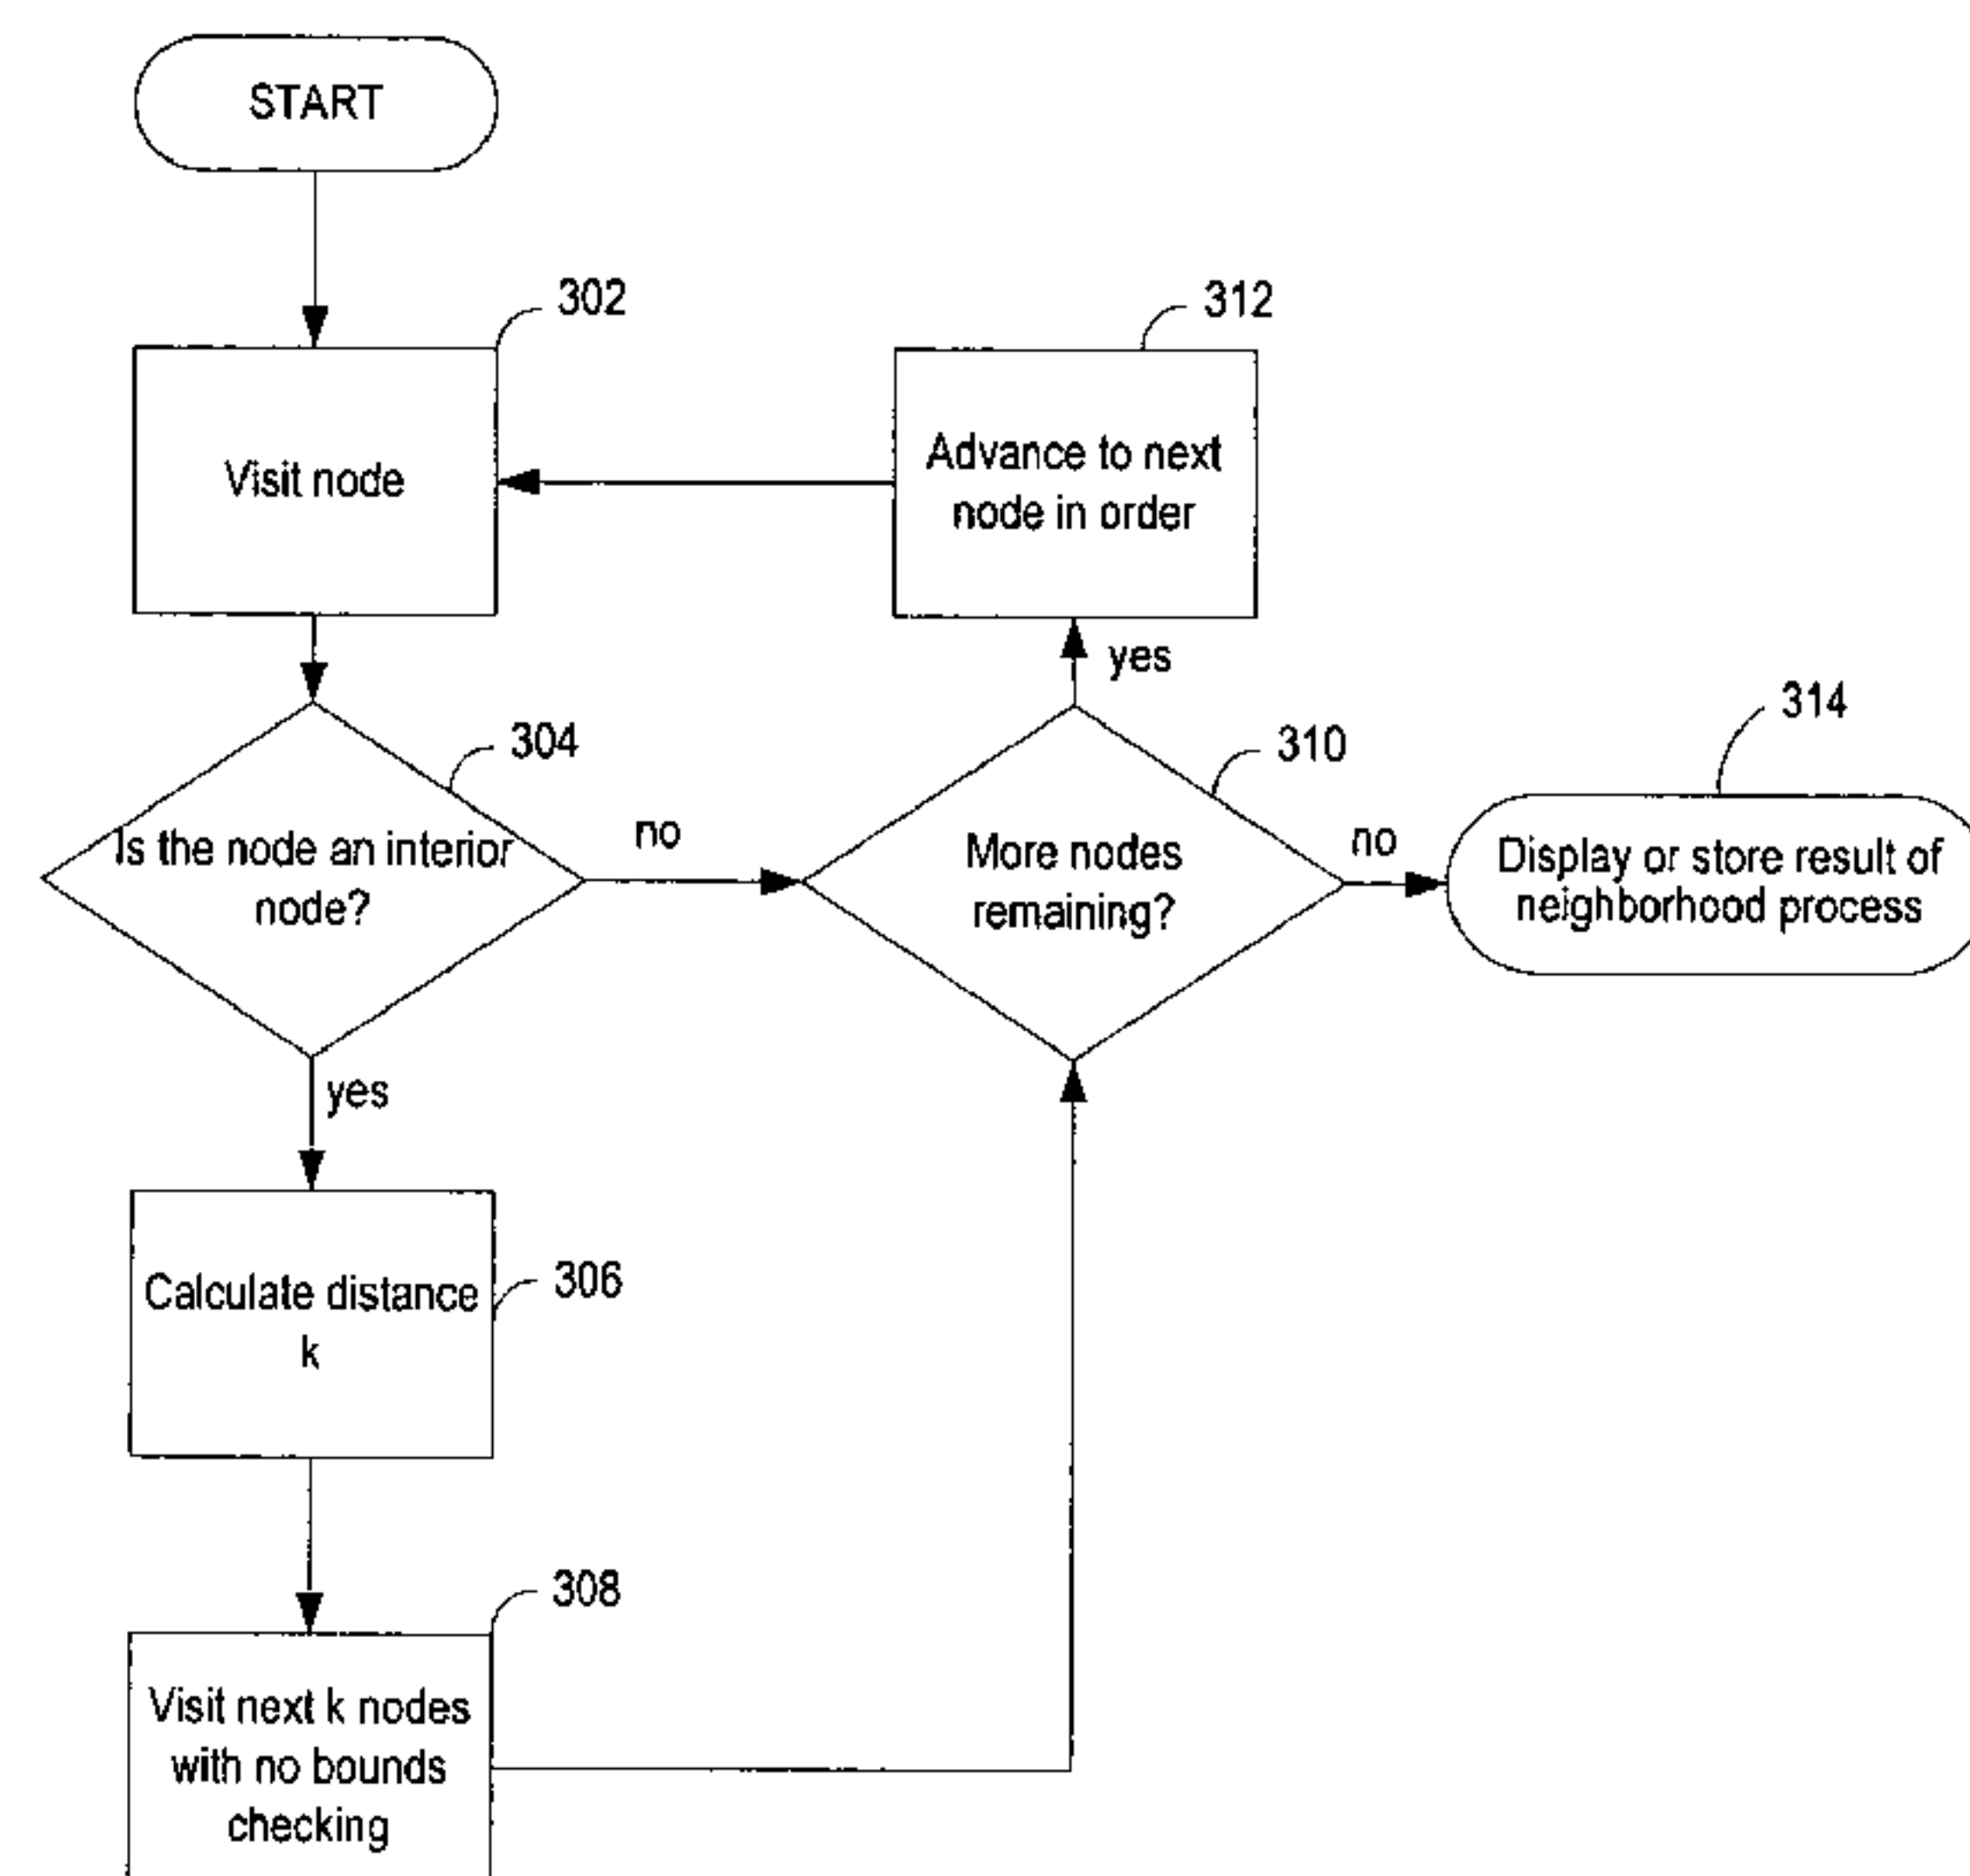 START
302
Visit node
312
Advance to next
node in order
yes
304
Is the node an interior
node?
no
310
More nodes
remaining?
no
314
Display or store result of
neighborhood process
yes
306
Calculate distance
k
308
Visit next k nodes
with no bounds
checking